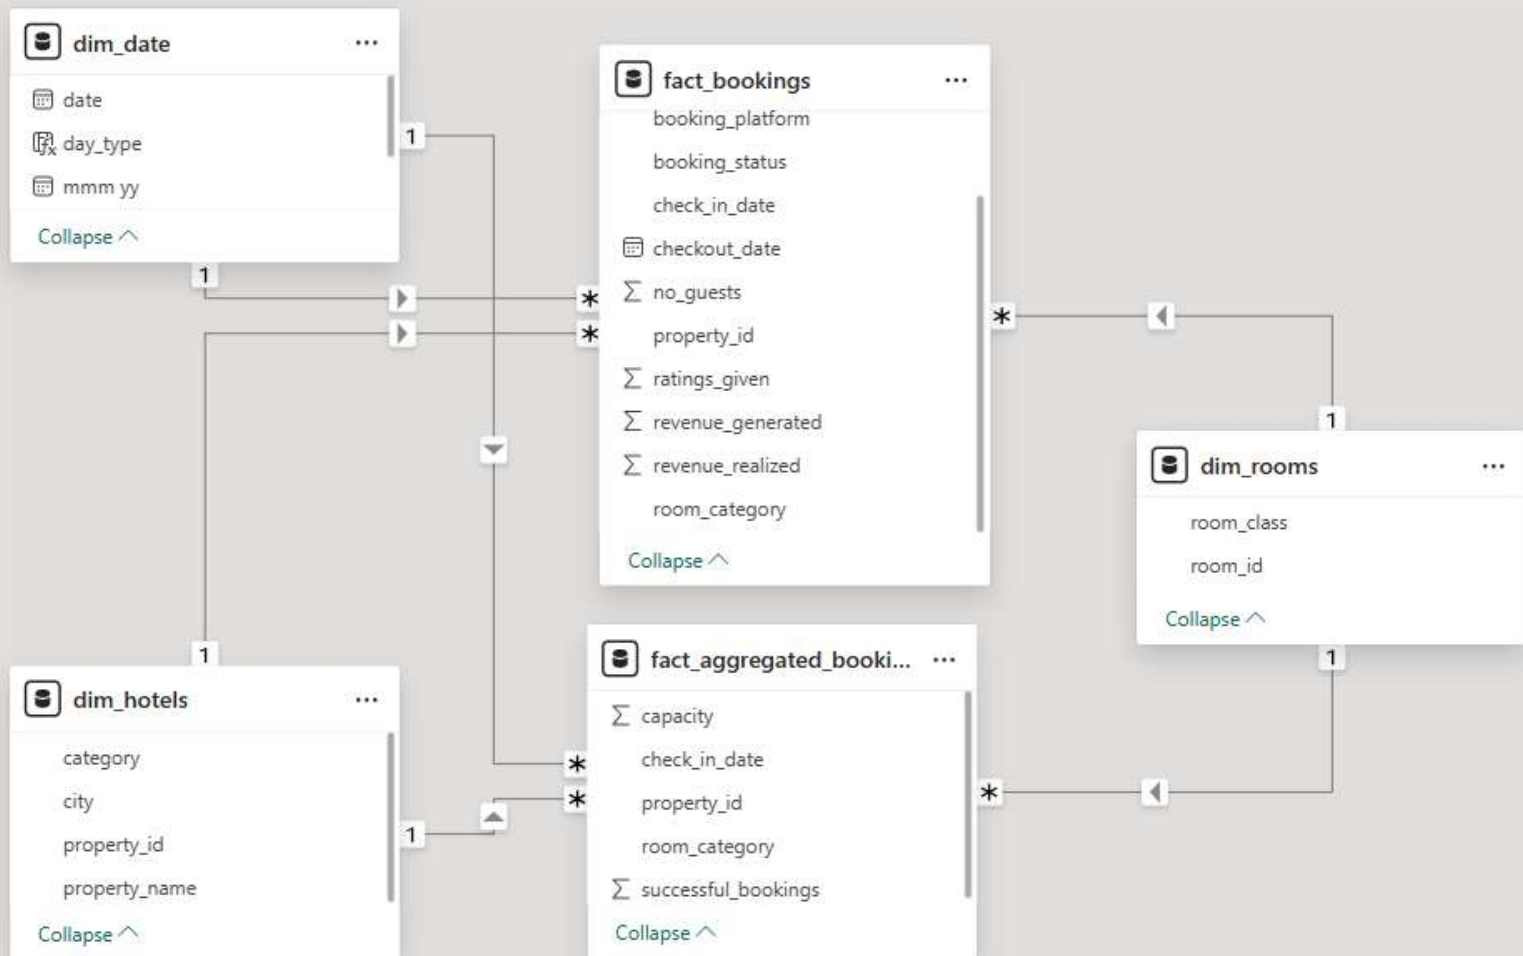 dim_date
date
day_type
mmm yy
Collapse
1
1
fact_bookings
booking_platform
booking_status
check_in_date
checkout_date
Σ no_guests
property_id
Σ ratings_given
Σ revenue_generated
Σ revenue_realized
room_category
Collapse
*
*
*
1
dim_rooms
room_class
room_id
Collapse
1
1
dim_hotels
category
city
property_id
property_name
Collapse
1
fact_aggregated_booki...
Σ capacity
check_in_date
property_id
room_category
Σ successful_bookings
Collapse
*
*
*